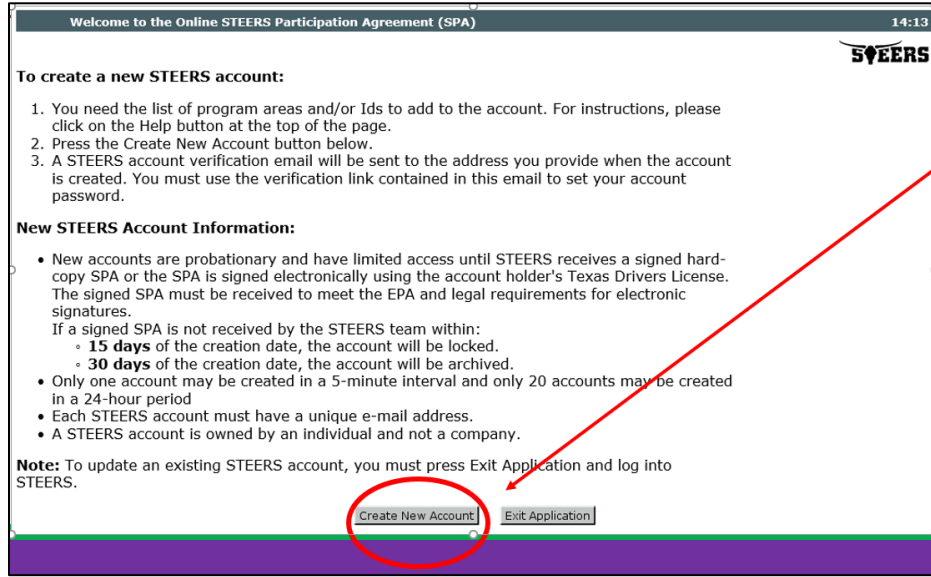 Welcome to the Online STEERS Participation Agreement (SPA) 14:13
STEERS
To create a new STEERS account:
1. You need the list of program areas and/or Ids to add to the account. For instructions, please
click on the Help button at the top of the page.
2. Press the Create New Account button below.
3. A STEERS account verification email will be sent to the address you provide when the account
is created. You must use the verification link contained in this email to set your account
password.
New STEERS Account Information:
• New accounts are probationary and have limited access until STEERS receives a signed hard-
copy SPA or the SPA is signed electronically using the account holder's Texas Drivers License.
The signed SPA must be received to meet the EPA and legal requirements for electronic
signatures.
If a signed SPA is not received by the STEERS team within:
◦ 15 days of the creation date, the account will be locked.
◦ 30 days of the creation date, the account will be archived.
• Only one account may be created in a 5-minute interval and only 20 accounts may be created
in a 24-hour period
• Each STEERS account must have a unique e-mail address.
• A STEERS account is owned by an individual and not a company.
Note: To update an existing STEERS account, you must press Exit Application and log into
STEERS.
Create New Account Exit Application